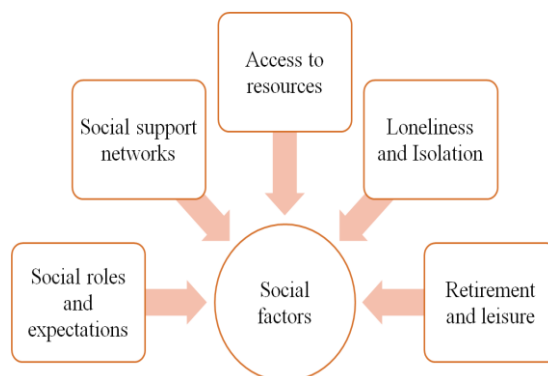 Access to
resources
Social support
networks
Loneliness
and Isolation
Social roles
and
expectations
Social
factors
Retirement
and leisure